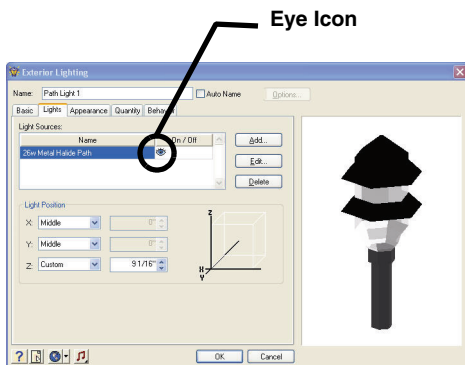 Eye Icon
Exterior Lighting
Name: Path Light 1 Auto Name Options...
Basic Lights Appearance Quantity Behavior
Light Sources:
Name On / Off
26w Metal Halide Path
Add...
Edit...
Delete
Light Position
X: Middle 0"
Y: Middle 0"
Z: Custom 9 1/16"
Z
X
Y
OK Cancel